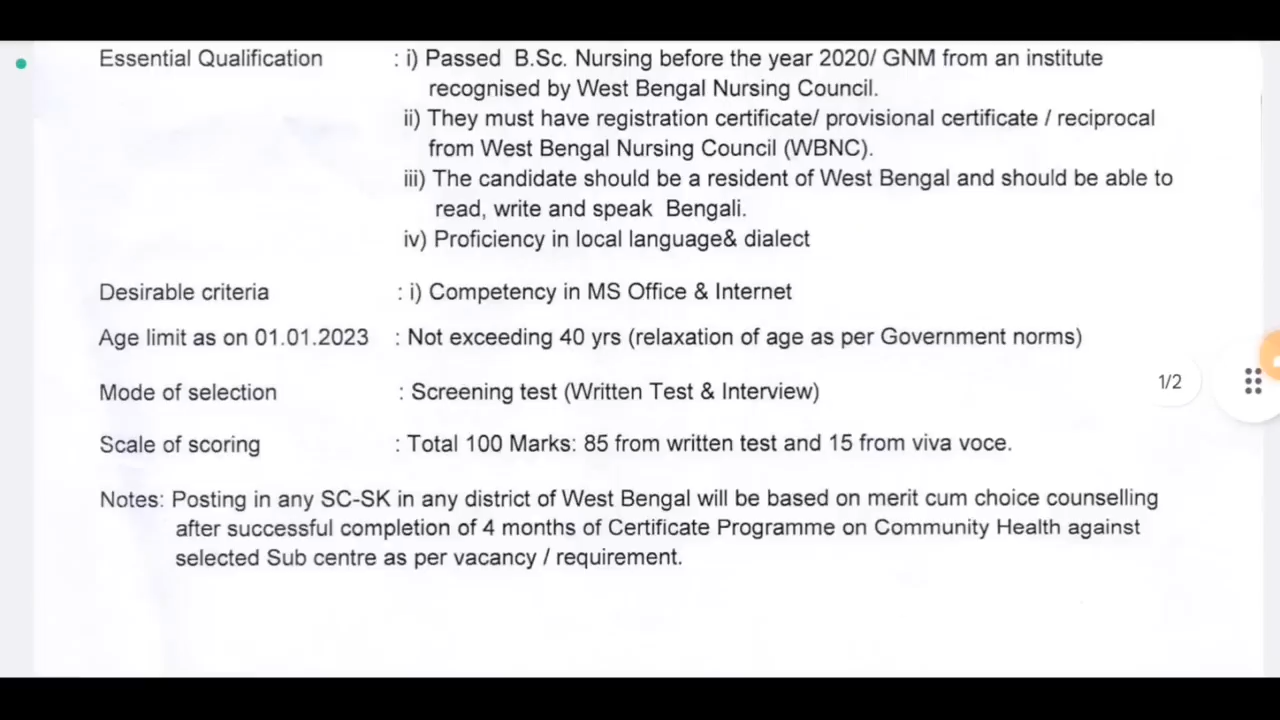 Essential Qualification : i) Passed B.Sc. Nursing before the year 2020/ GNM from an institute
recognised by West Bengal Nursing Council.
ii) They must have registration certificate/ provisional certificate / reciprocal
from West Bengal Nursing Council (WBNC).
iii) The candidate should be a resident of West Bengal and should be able to
read, write and speak Bengali.
iv) Proficiency in local language& dialect
Desirable criteria : i) Competency in MS Office & Internet
Age limit as on 01.01.2023 : Not exceeding 40 yrs (relaxation of age as per Government norms)
1/2
Mode of selection : Screening test (Written Test & Interview)
Scale of scoring : Total 100 Marks: 85 from written test and 15 from viva voce.
Notes: Posting in any SC-SK in any district of West Bengal will be based on merit cum choice counselling
after successful completion of 4 months of Certificate Programme on Community Health against
selected Sub centre as per vacancy / requirement.